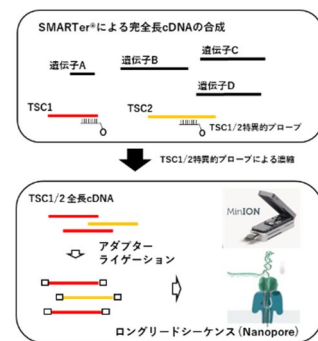 SMARTer®による完全長cDNAの合成
遺伝子A
遺伝子B
遺伝子C
遺伝子D
TSC1
TSC2
TSC1/2特異的プローブ
TSC1/2特異的プローブによる濃縮
TSC1/2 全長cDNA
MinION
アダプター
ライゲーション
ロングリードシーケンス(Nanopore)